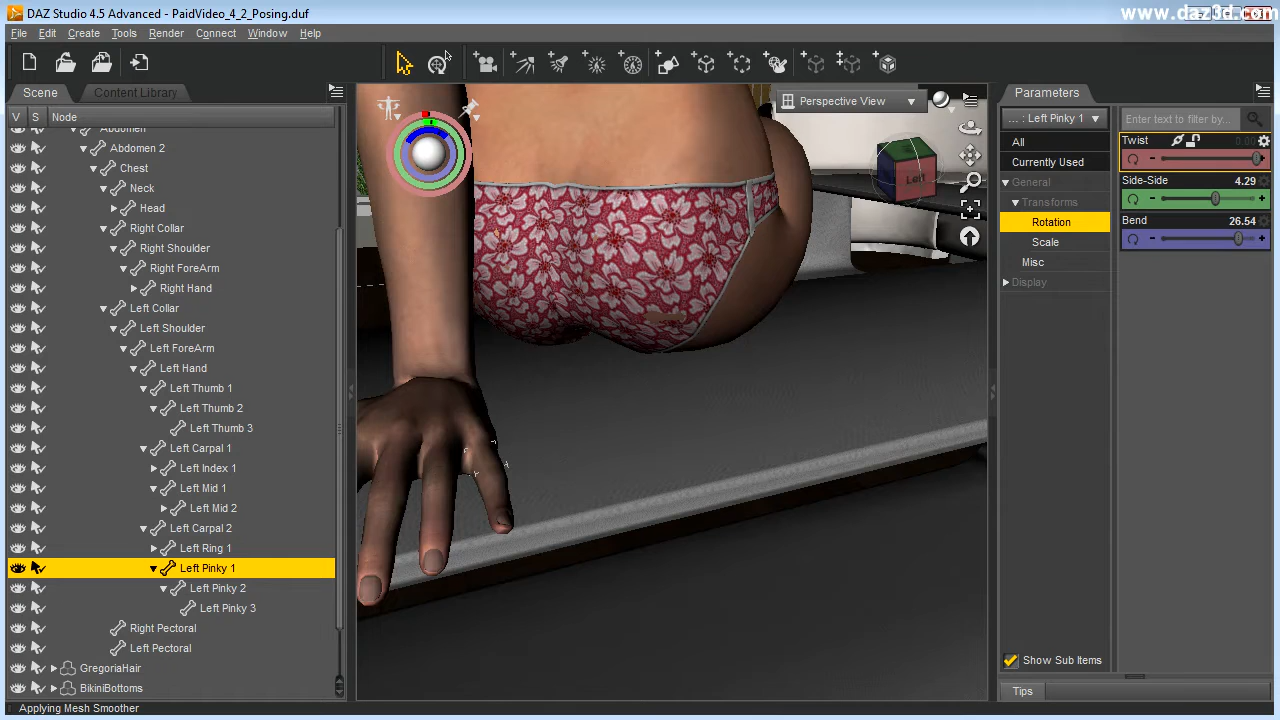 DAZ Studio 4.5 Advanced - PaidVideo_4_2_Posing.duf
www.daz3d.com
File Edit Create Tools Render Connect Window Help
Scene Content Library
V S Node
Abdomen
Abdomen 2
Chest
Neck
Head
Right Collar
Right Shoulder
Right ForeArm
Right Hand
Left Collar
Left Shoulder
Left ForeArm
Left Hand
Left Thumb 1
Left Thumb 2
Left Thumb 3
Left Carpal 1
Left Index 1
Left Mid 1
Left Mid 2
Left Carpal 2
Left Ring 1
Left Pinky 1
Left Pinky 2
Left Pinky 3
Right Pectoral
Left Pectoral
GregoriaHair
BikiniBottoms
Applying Mesh Smoother
Perspective View
Left
Parameters
... : Left Pinky 1
All
Currently Used
General
Transforms
Rotation
Scale
Misc
Display
Show Sub Items
Enter text to filter by...
Twist 0.00
Side-Side 4.29
Bend 26.54
Tips